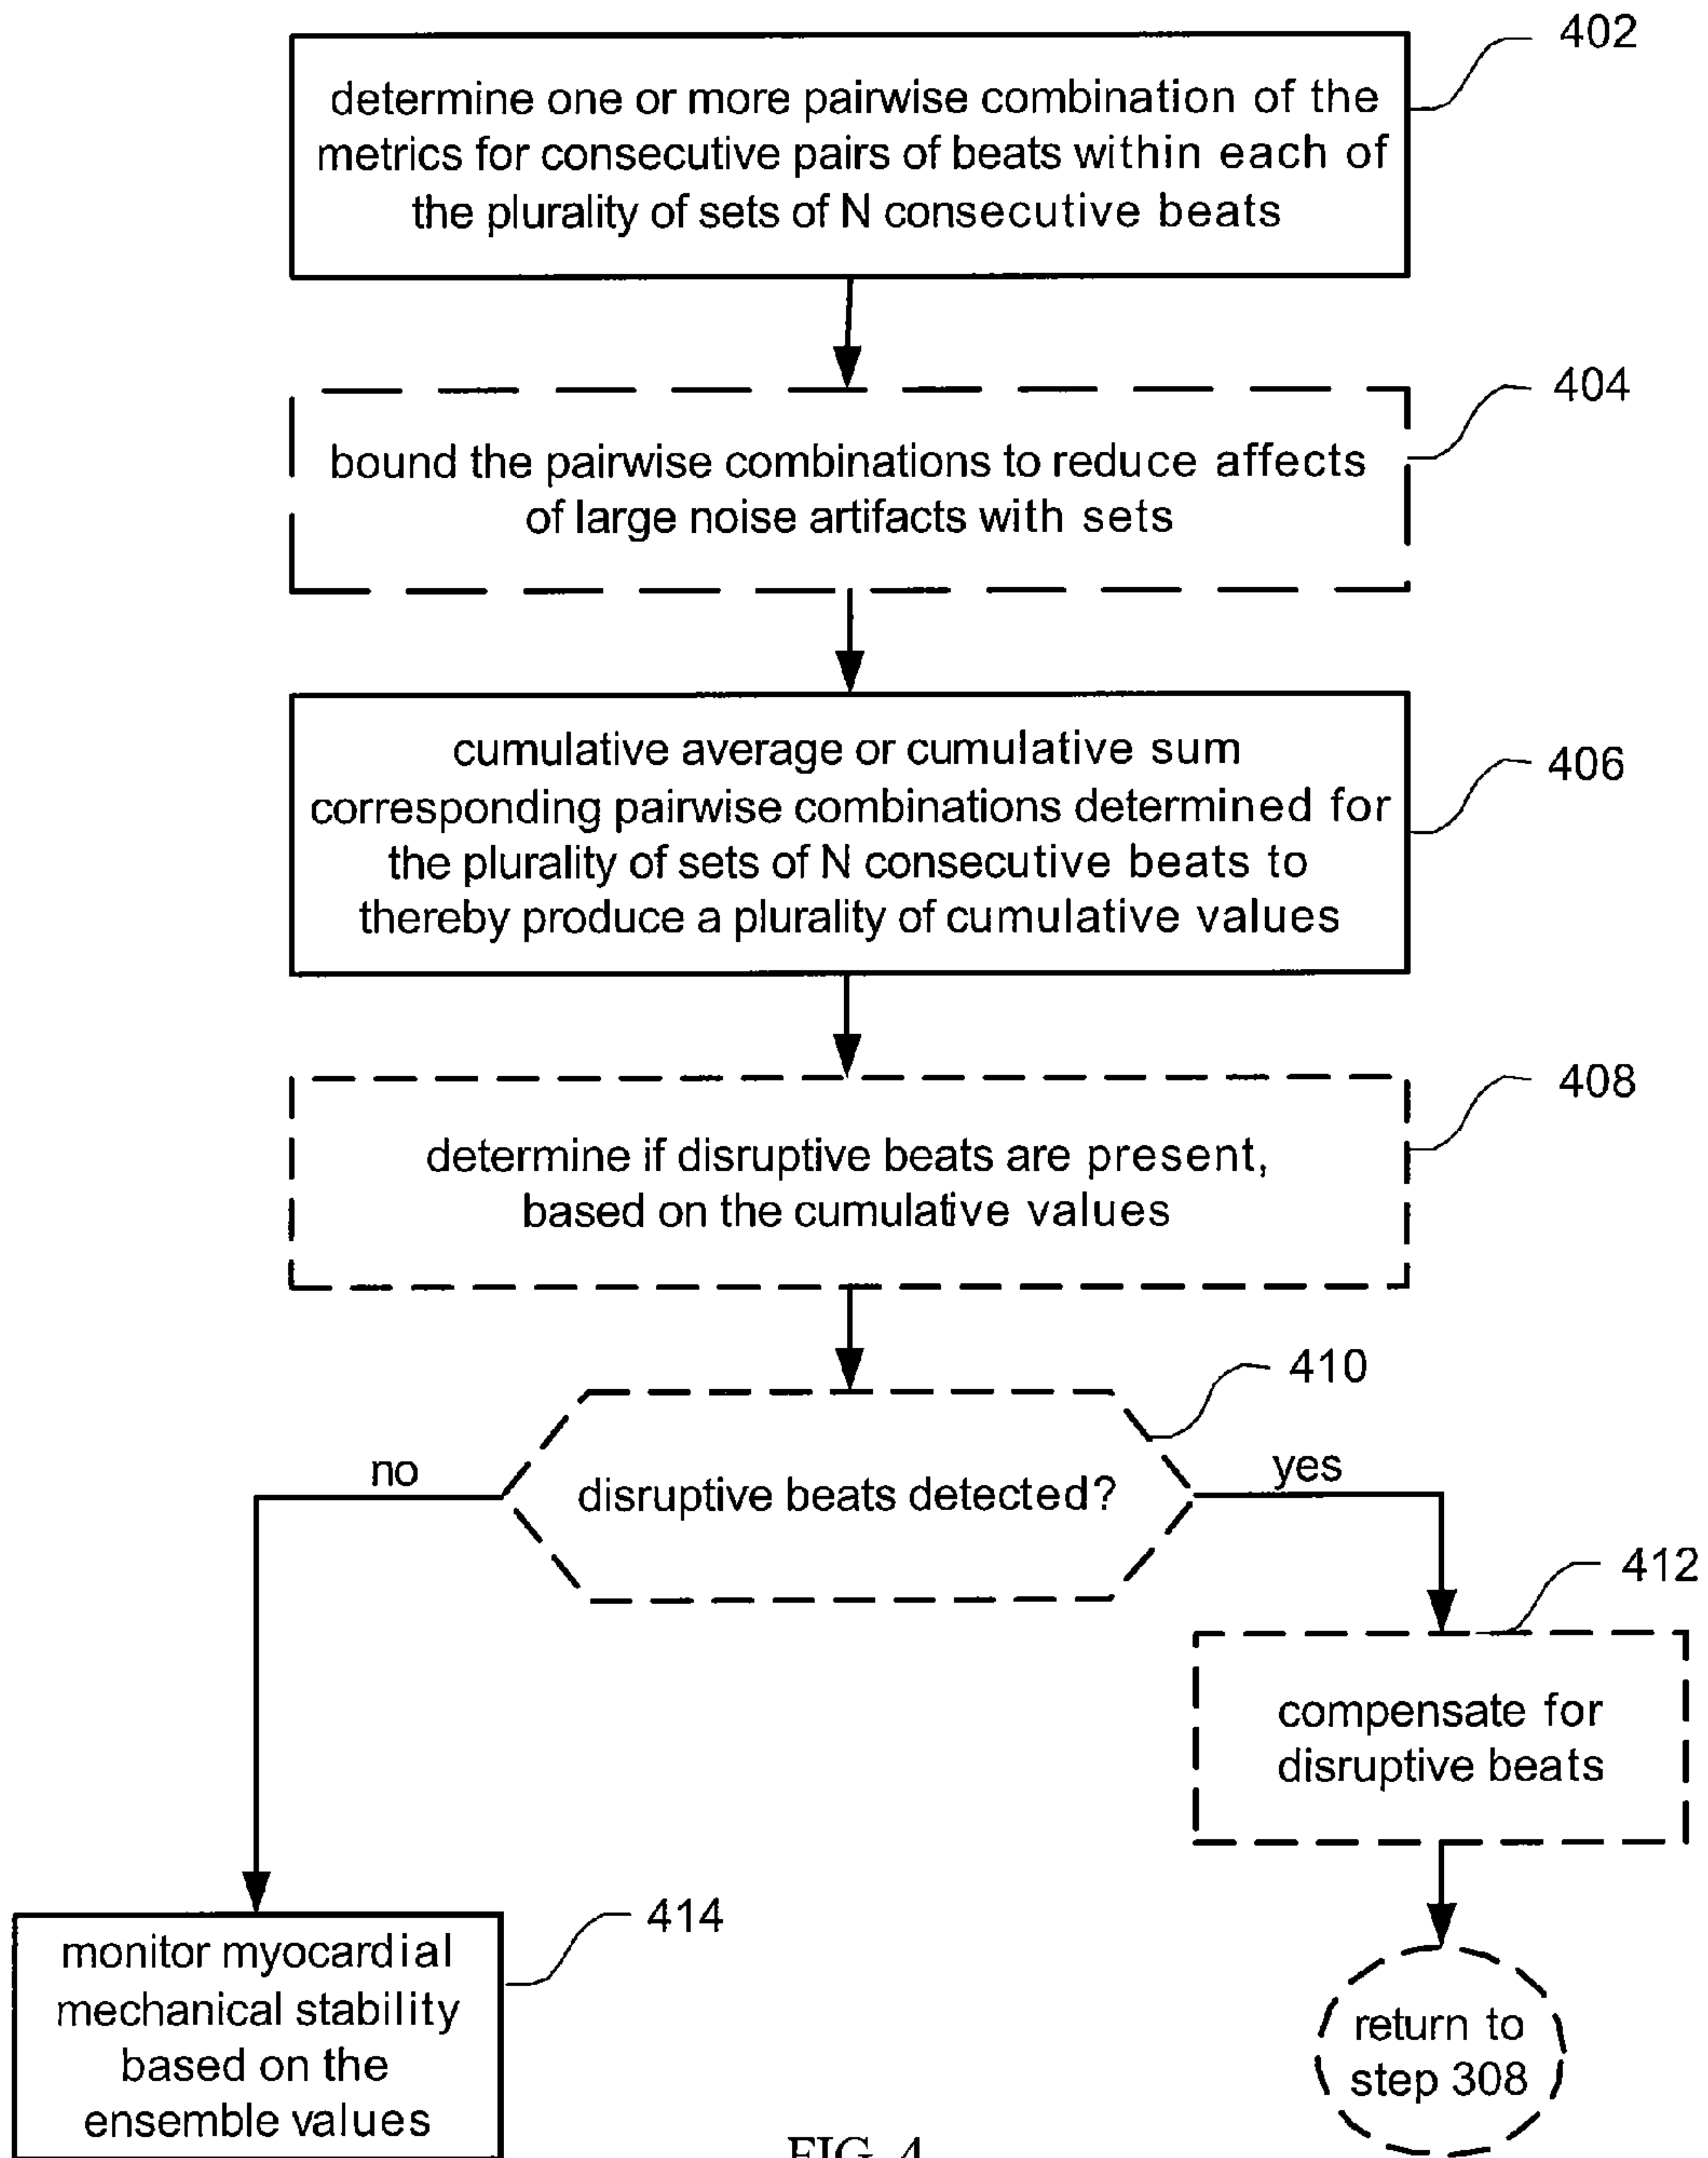 402
determine one or more pairwise combination of the
metrics for consecutive pairs of beats within each of
the plurality of sets of N consecutive beats
404
bound the pairwise combinations to reduce affects
of large noise artifacts with sets
406
cumulative average or cumulative sum
corresponding pairwise combinations determined for
the plurality of sets of N consecutive beats to
thereby produce a plurality of cumulative values
408
determine if disruptive beats are present,
based on the cumulative values
410
no
disruptive beats detected?
yes
412
compensate for
disruptive beats
414
monitor myocardial
mechanical stability
based on the
ensemble values
return to
step 308
FIG. 4